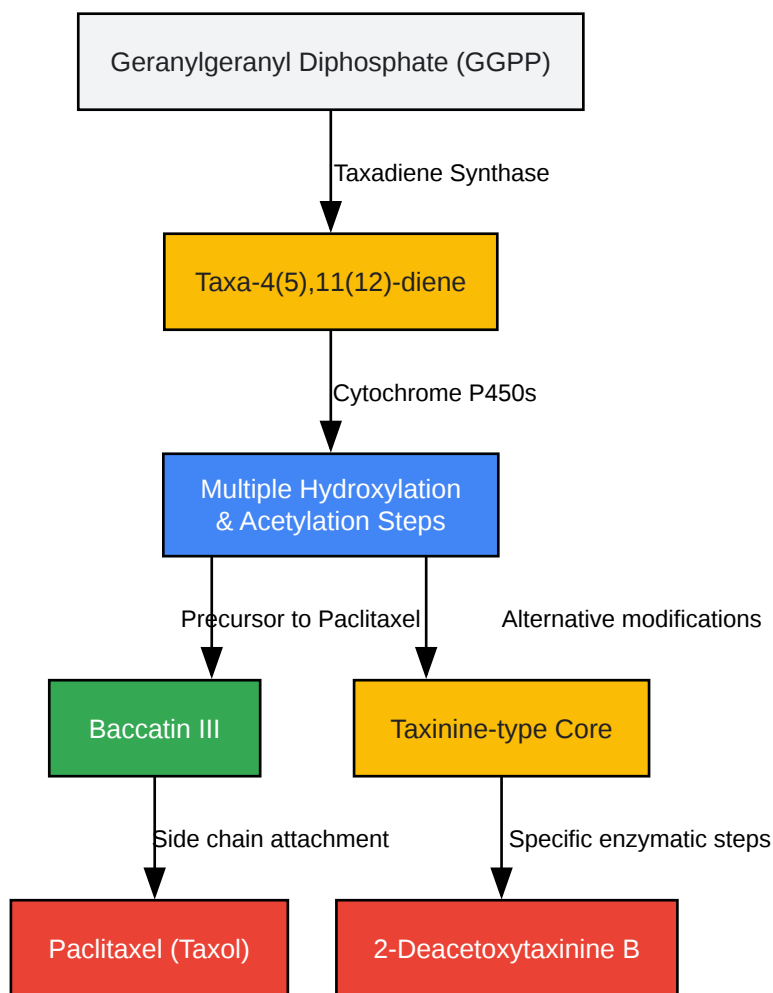 Geranylgeranyl Diphosphate (GGPP)
Taxadiene Synthase
Taxa-4(5),11(12)-diene
Cytochrome P450s
Multiple Hydroxylation
& Acetylation Steps
Precursor to Paclitaxel
Alternative modifications
Baccatin III
Taxinine-type Core
Side chain attachment
Specific enzymatic steps
Paclitaxel (Taxol)
2-Deacetoxytaxinine B